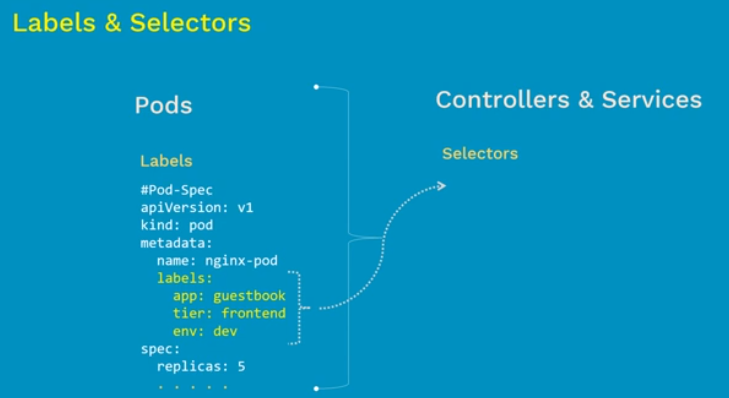 Labels & Selectors
Pods
Controllers & Services
Labels
Selectors
#Pod-Spec
apiVersion: v1
kind: pod
metadata:
  name: nginx-pod
  labels:
    app: guestbook
    tier: frontend
    env: dev
spec:
  replicas: 5
  . . . . .